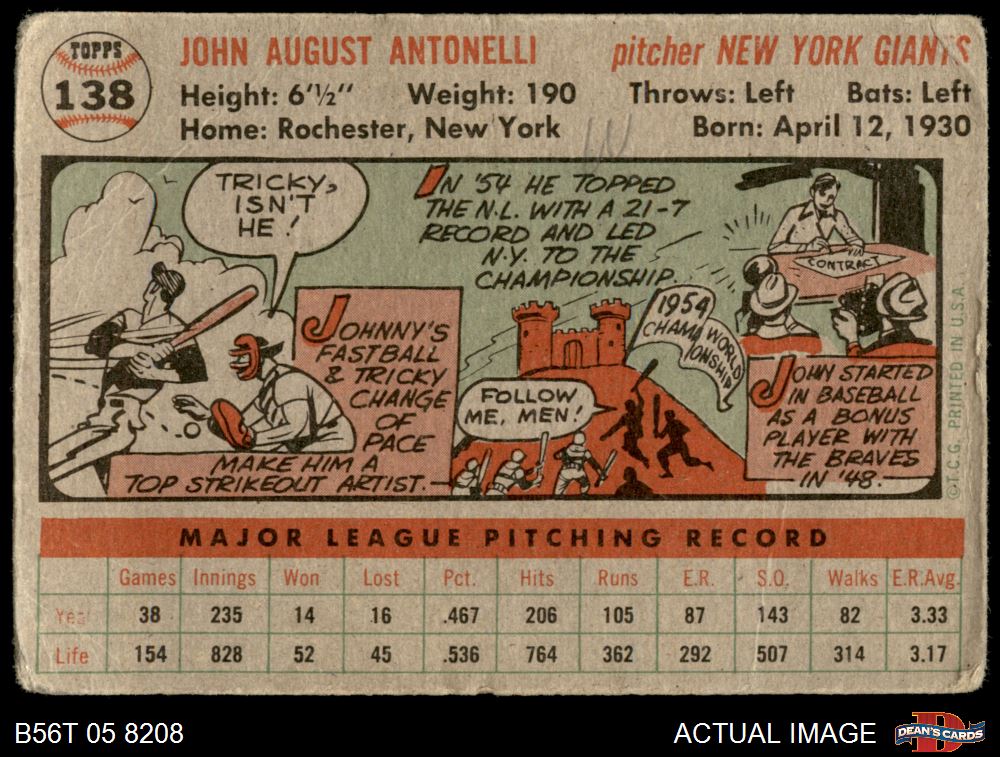 TOPPS
138
JOHN AUGUST ANTONELLI
pitcher NEW YORK GIANTS
Height: 6'½" Weight: 190 Throws: Left Bats: Left
Home: Rochester, New York Born: April 12, 1930
TRICKY,
ISN'T
HE!
JOHNNY'S
FASTBALL
& TRICKY
CHANGE
OF
PACE
MAKE HIM A
TOP STRIKEOUT ARTIST.
IN '54 HE TOPPED
THE N.L. WITH A 21-7
RECORD AND LED
N.Y. TO THE
CHAMPIONSHIP.
1954
WORLD
CHAMPIONSHIP
FOLLOW
ME, MEN!
CONTRACT
JOHN STARTED
IN BASEBALL
AS A BONUS
PLAYER WITH
THE BRAVES
IN '48.
©T.C.G. PRINTED IN U.S.A.
MAJOR LEAGUE PITCHING RECORD
Games Innings Won Lost Pct. Hits Runs E.R. S.O. Walks E.R.Avg.
Year 38 235 14 16 .467 206 105 87 143 82 3.33
Life 154 828 52 45 .536 764 362 292 507 314 3.17
B56T 05 8208
ACTUAL IMAGE
DEAN'S CARDS